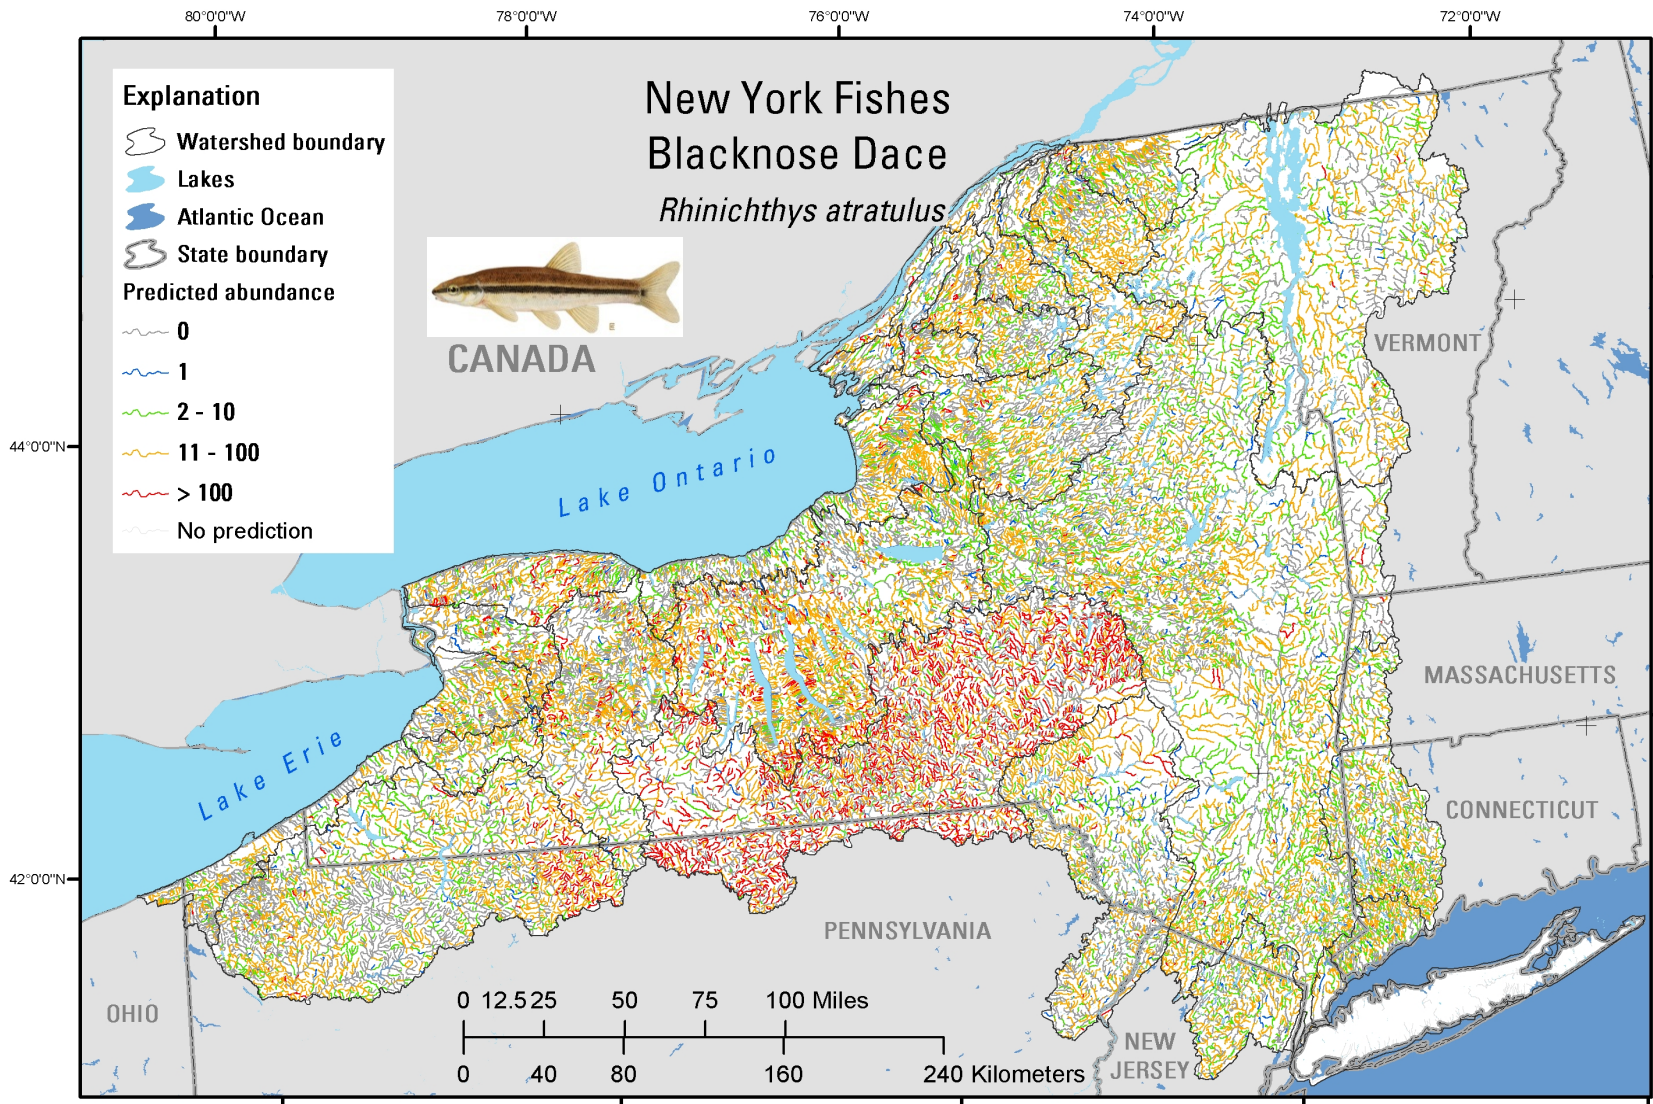 80°0'0"W
78°0'0"W
76°0'0"W
74°0'0"W
72°0'0"W
Explanation
Watershed boundary
Lakes
Atlantic Ocean
State boundary
Predicted abundance
0
1
2 - 10
11 - 100
> 100
No prediction
New York Fishes
Blacknose Dace
Rhinichthys atratulus
CANADA
VERMONT
44°0'0"N
Lake Ontario
MASSACHUSETTS
Lake Erie
CONNECTICUT
42°0'0"N
PENNSYLVANIA
OHIO
NEW
JERSEY
0 12.5 25 50 75 100 Miles
0 40 80 160 240 Kilometers